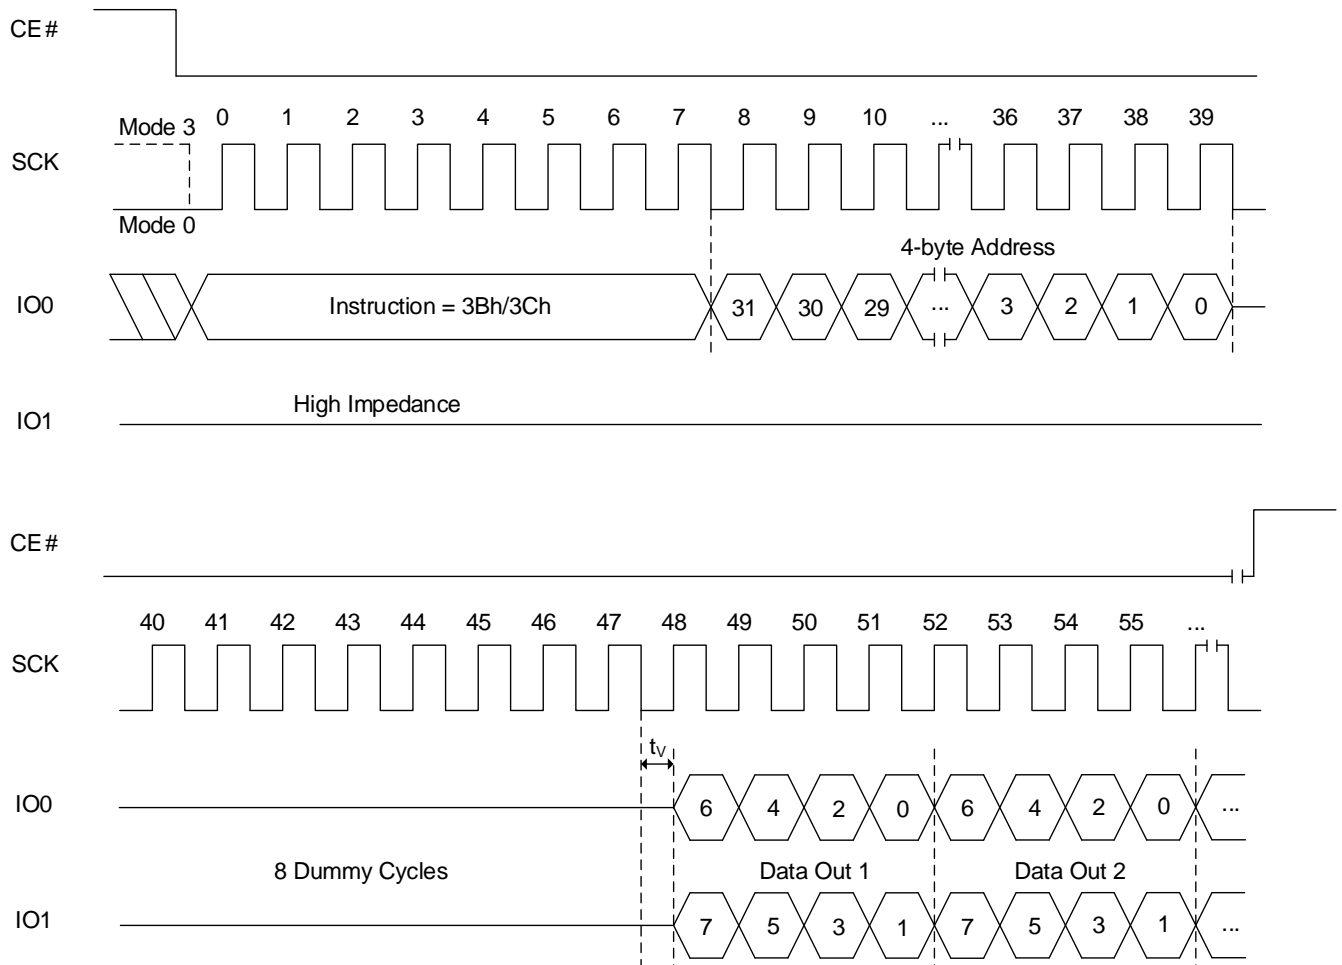 CE#
Mode 3 0 1 2 3 4 5 6 7 8 9 10 ... 36 37 38 39
SCK
Mode 0
4-byte Address
IO0 Instruction = 3Bh/3Ch 31 30 29 ... 3 2 1 0
High Impedance
IO1
CE#
40 41 42 43 44 45 46 47 48 49 50 51 52 53 54 55 ...
SCK
tV
IO0 6 4 2 0 6 4 2 0 ...
8 Dummy Cycles Data Out 1 Data Out 2
IO1 7 5 3 1 7 5 3 1 ...